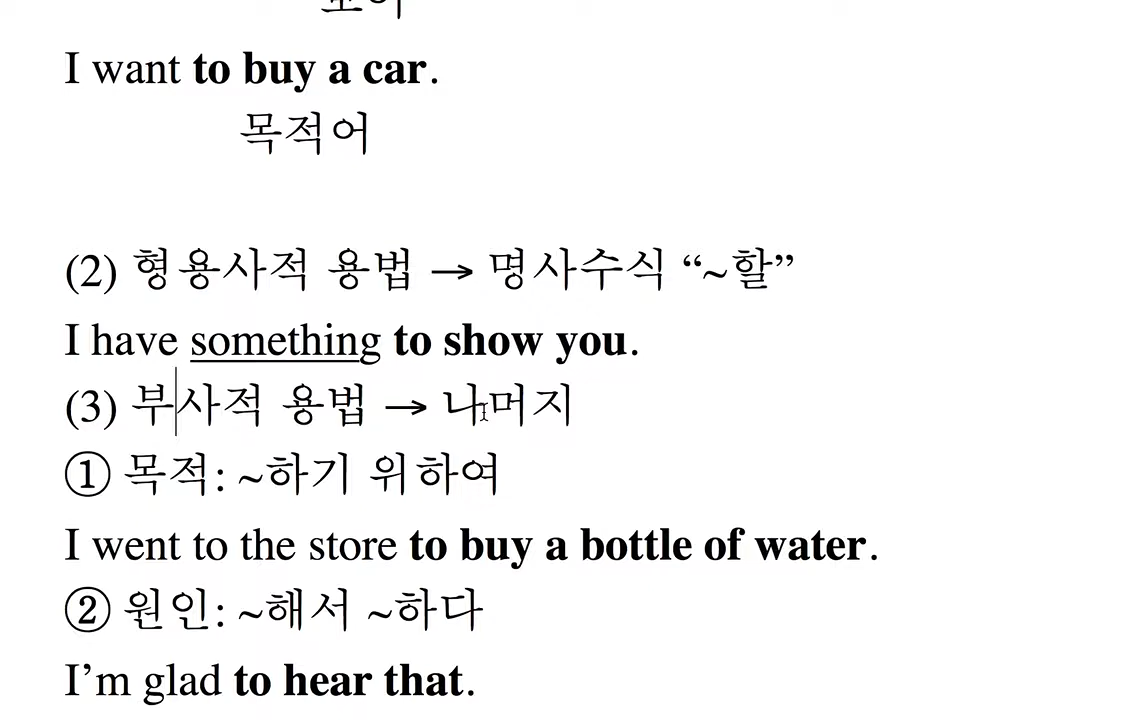 I want to buy a car.
목적어
(2) 형용사적 용법 → 명사수식 “~할”
I have something to show you.
(3) 부사적 용법 → 나머지
① 목적: ~하기 위하여
I went to the store to buy a bottle of water.
② 원인: ~해서 ~하다
I’m glad to hear that.